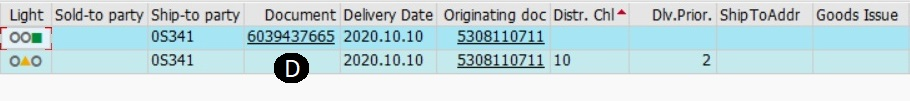 Light Sold-to party Ship-to party Document Delivery Date Originating doc Distr. Chl Dlv.Prior. ShipToAddr Goods Issue
0S341 6039437665 2020.10.10 5308110711
0S341 2020.10.10 5308110711 10 2
D